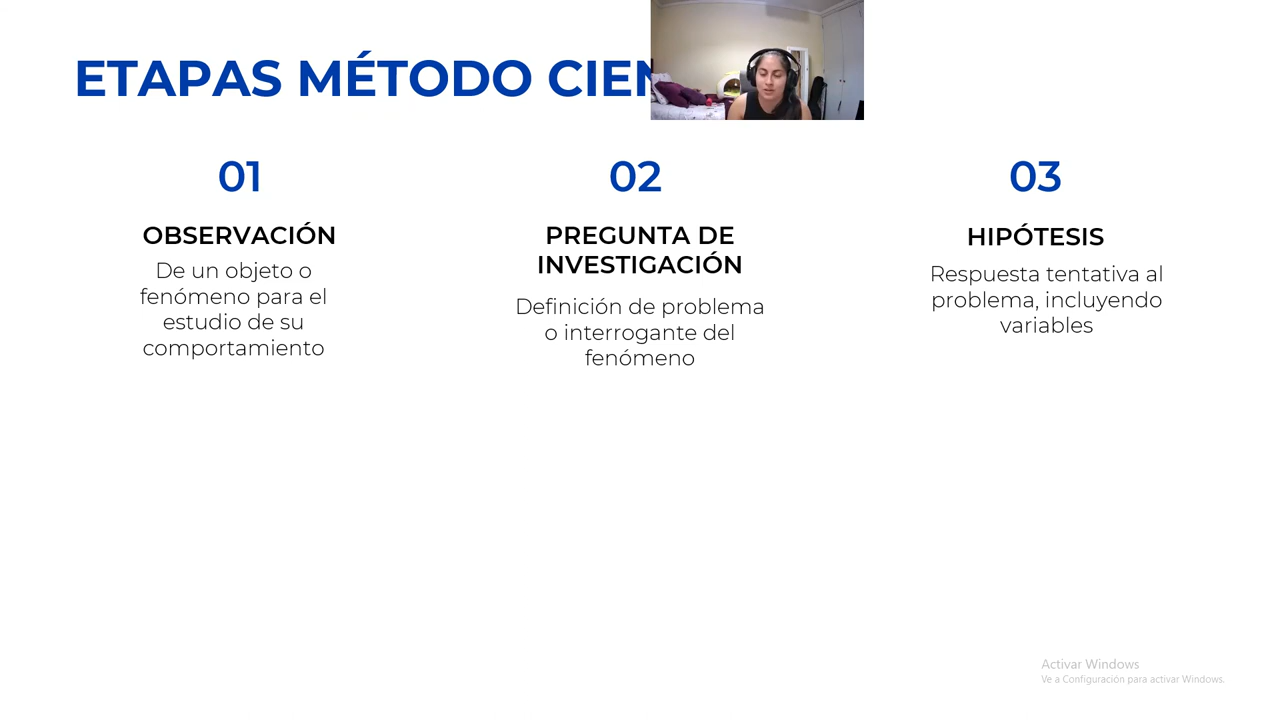 ETAPAS MÉTODO
01
OBSERVACIÓN
De un objeto o
fenómeno para el
estudio de su
comportamiento
02
PREGUNTA DE
INVESTIGACIÓN
Definición de problema
o interrogante del
fenómeno
03
HIPÓTESIS
Respuesta tentativa al
problema, incluyendo
variables
Activar Windows
Ve a Configuración para activar Windows.